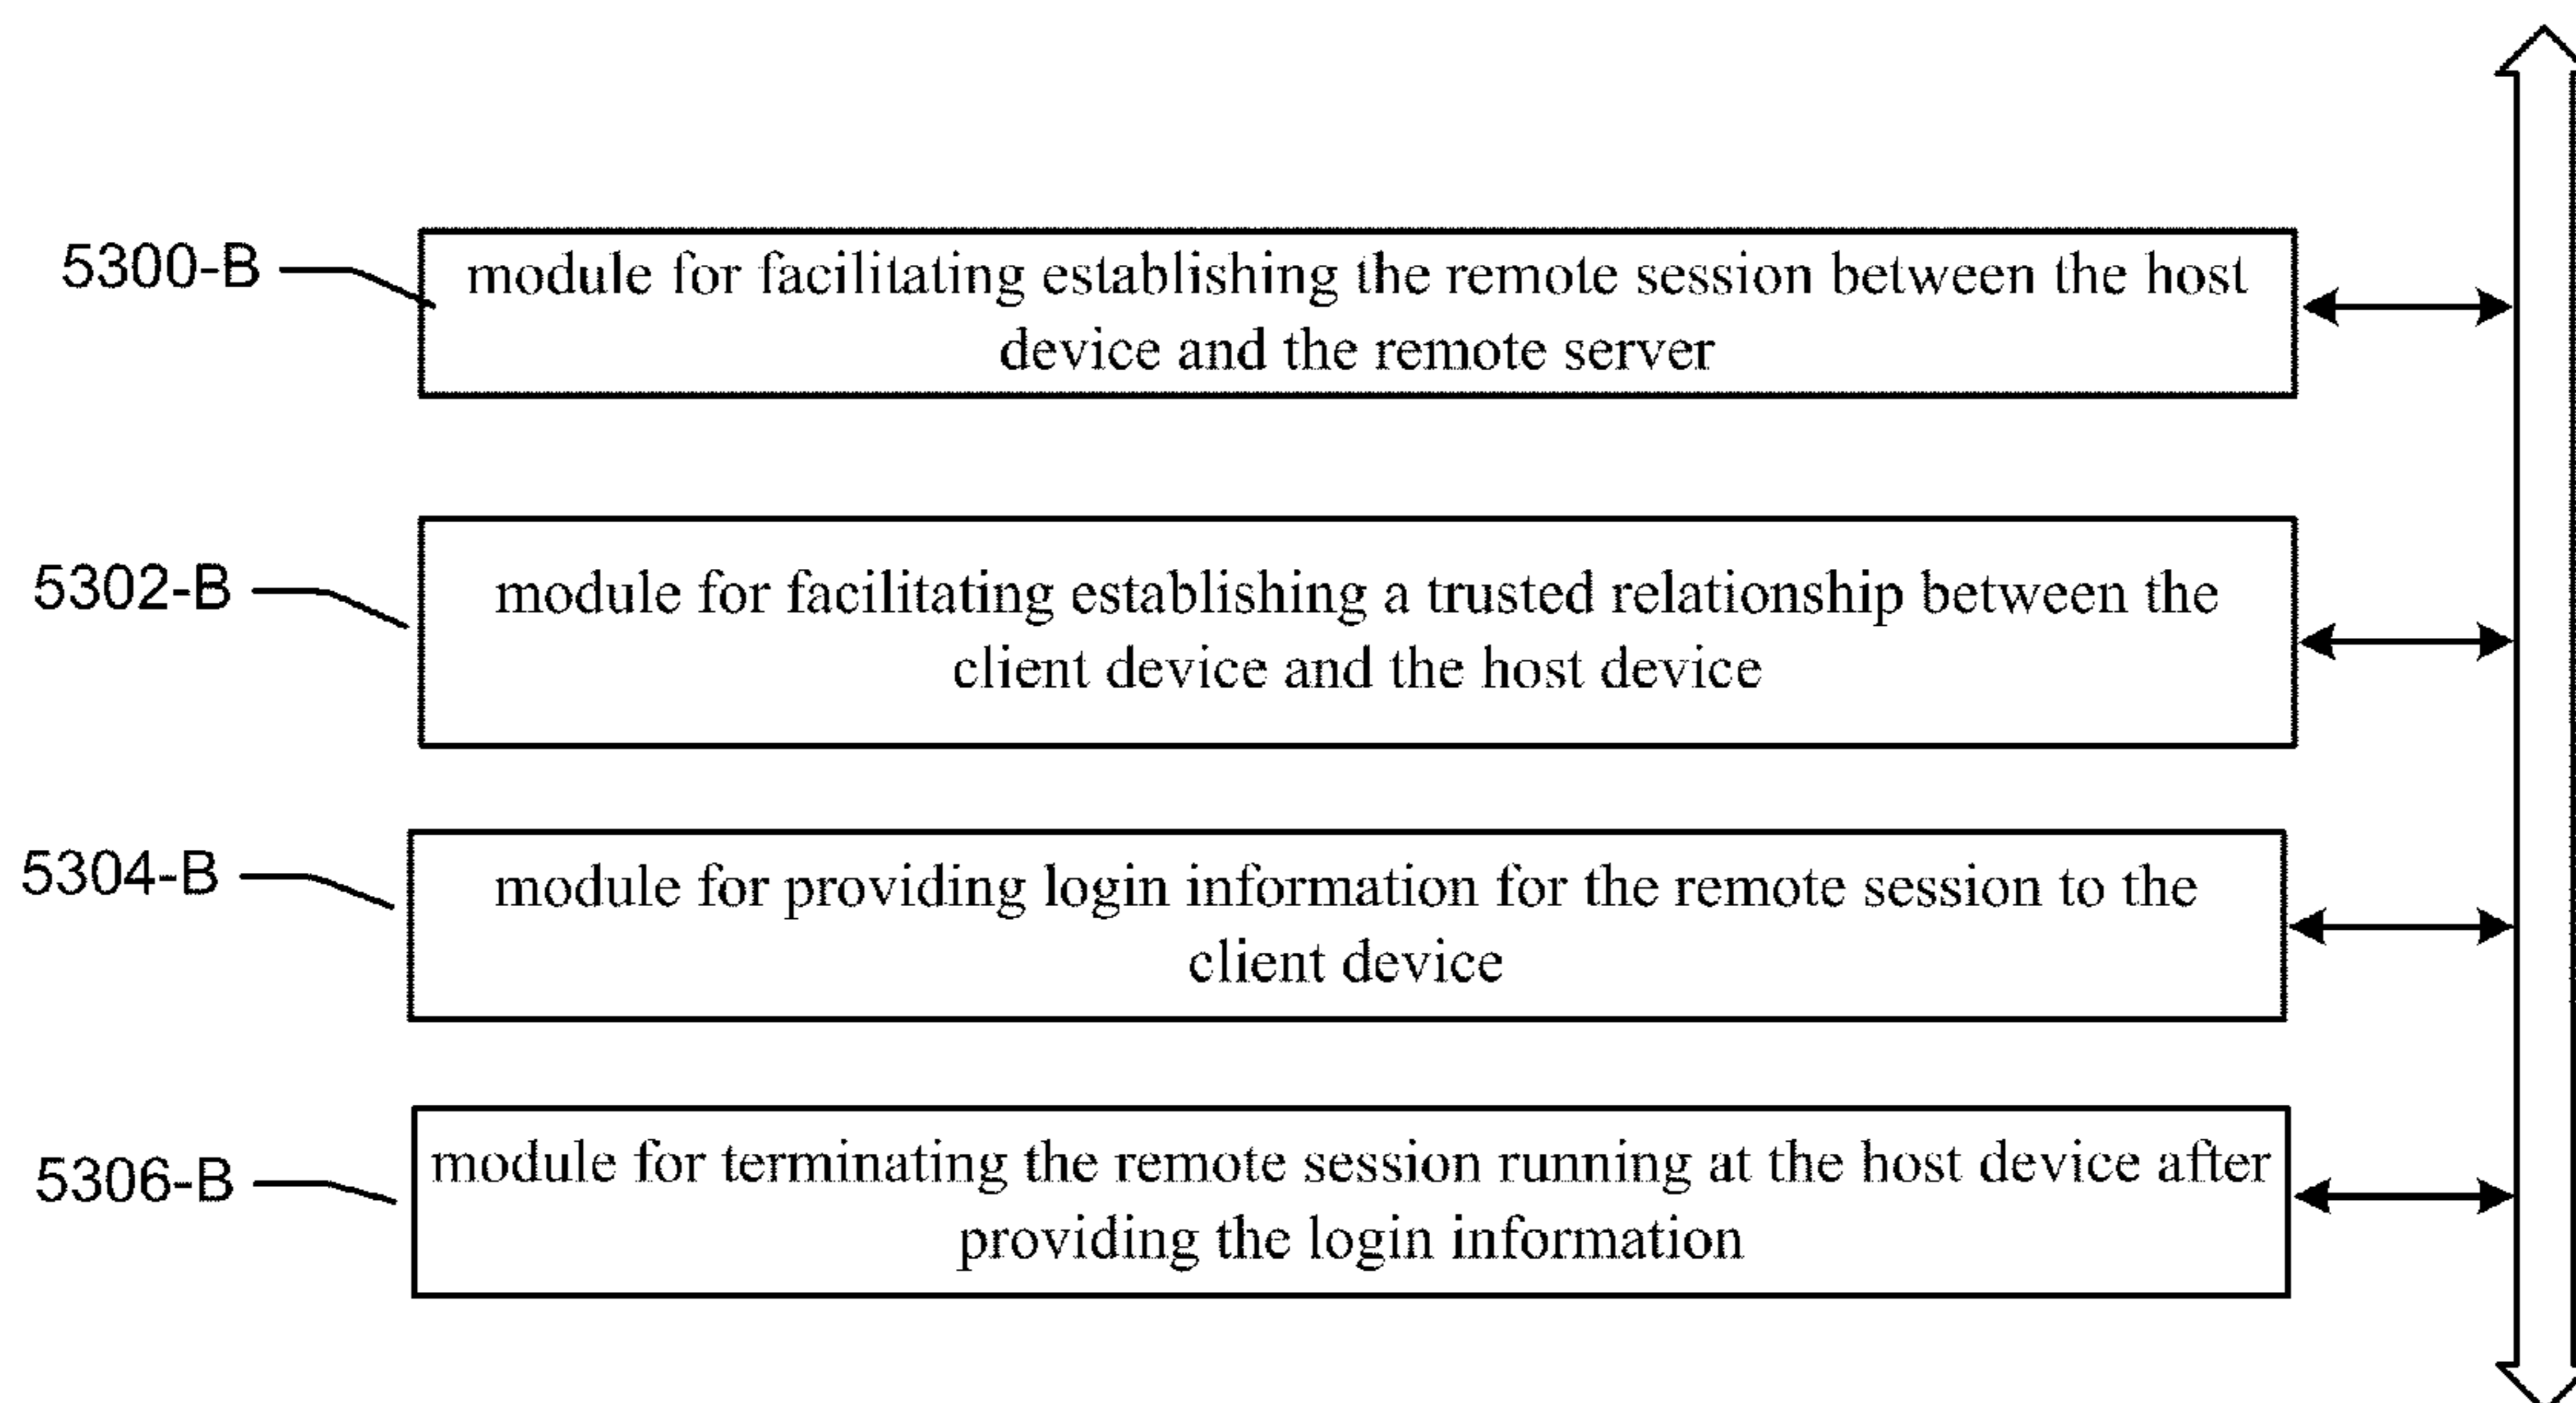 5300-B
module for facilitating establishing the remote session between the host
device and the remote server
5302-B
module for facilitating establishing a trusted relationship between the
client device and the host device
5304-B
module for providing login information for the remote session to the
client device
5306-B
module for terminating the remote session running at the host device after
providing the login information